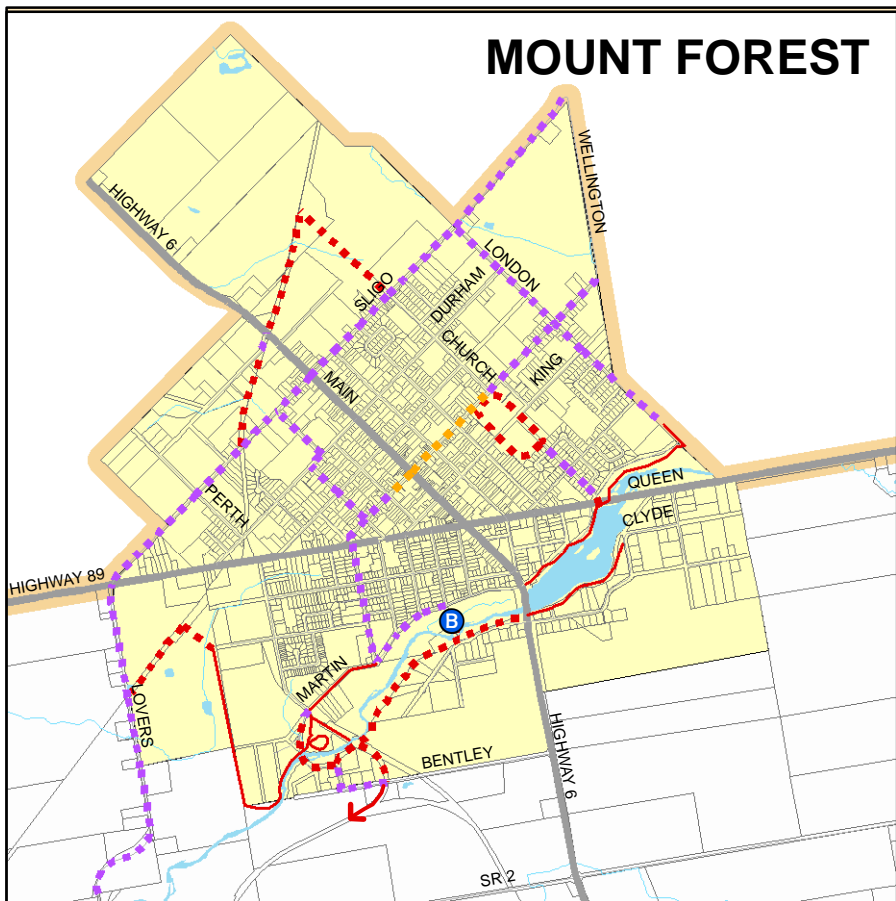 MOUNT FOREST
WELLINGTON
HIGHWAY 6
LONDON
SLIGO
DURHAM
CHURCH
MAIN
KING
PERTH
QUEEN
CLYDE
HIGHWAY 89
B
MARTIN
LOVERS
BENTLEY
HIGHWAY 6
SR 2